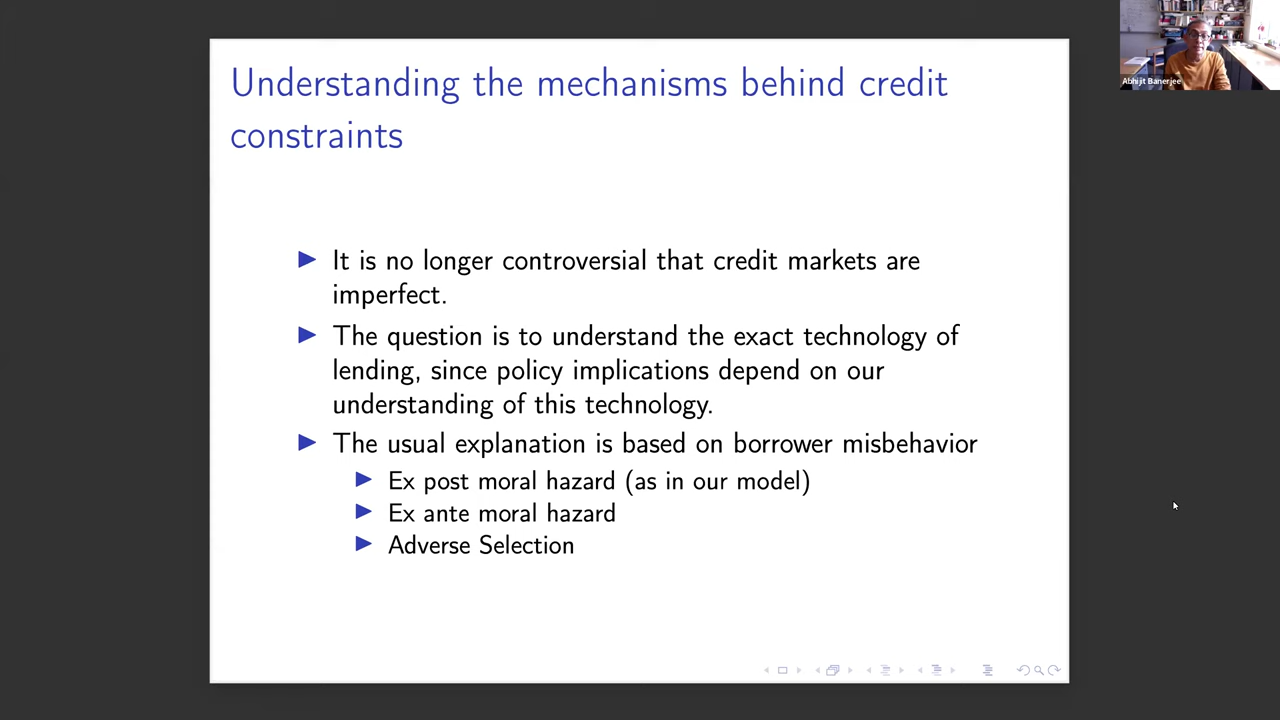 Understanding the mechanisms behind credit
constraints
It is no longer controversial that credit markets are
imperfect.
The question is to understand the exact technology of
lending, since policy implications depend on our
understanding of this technology.
The usual explanation is based on borrower misbehavior
Ex post moral hazard (as in our model)
Ex ante moral hazard
Adverse Selection
Abhijit Banerjee